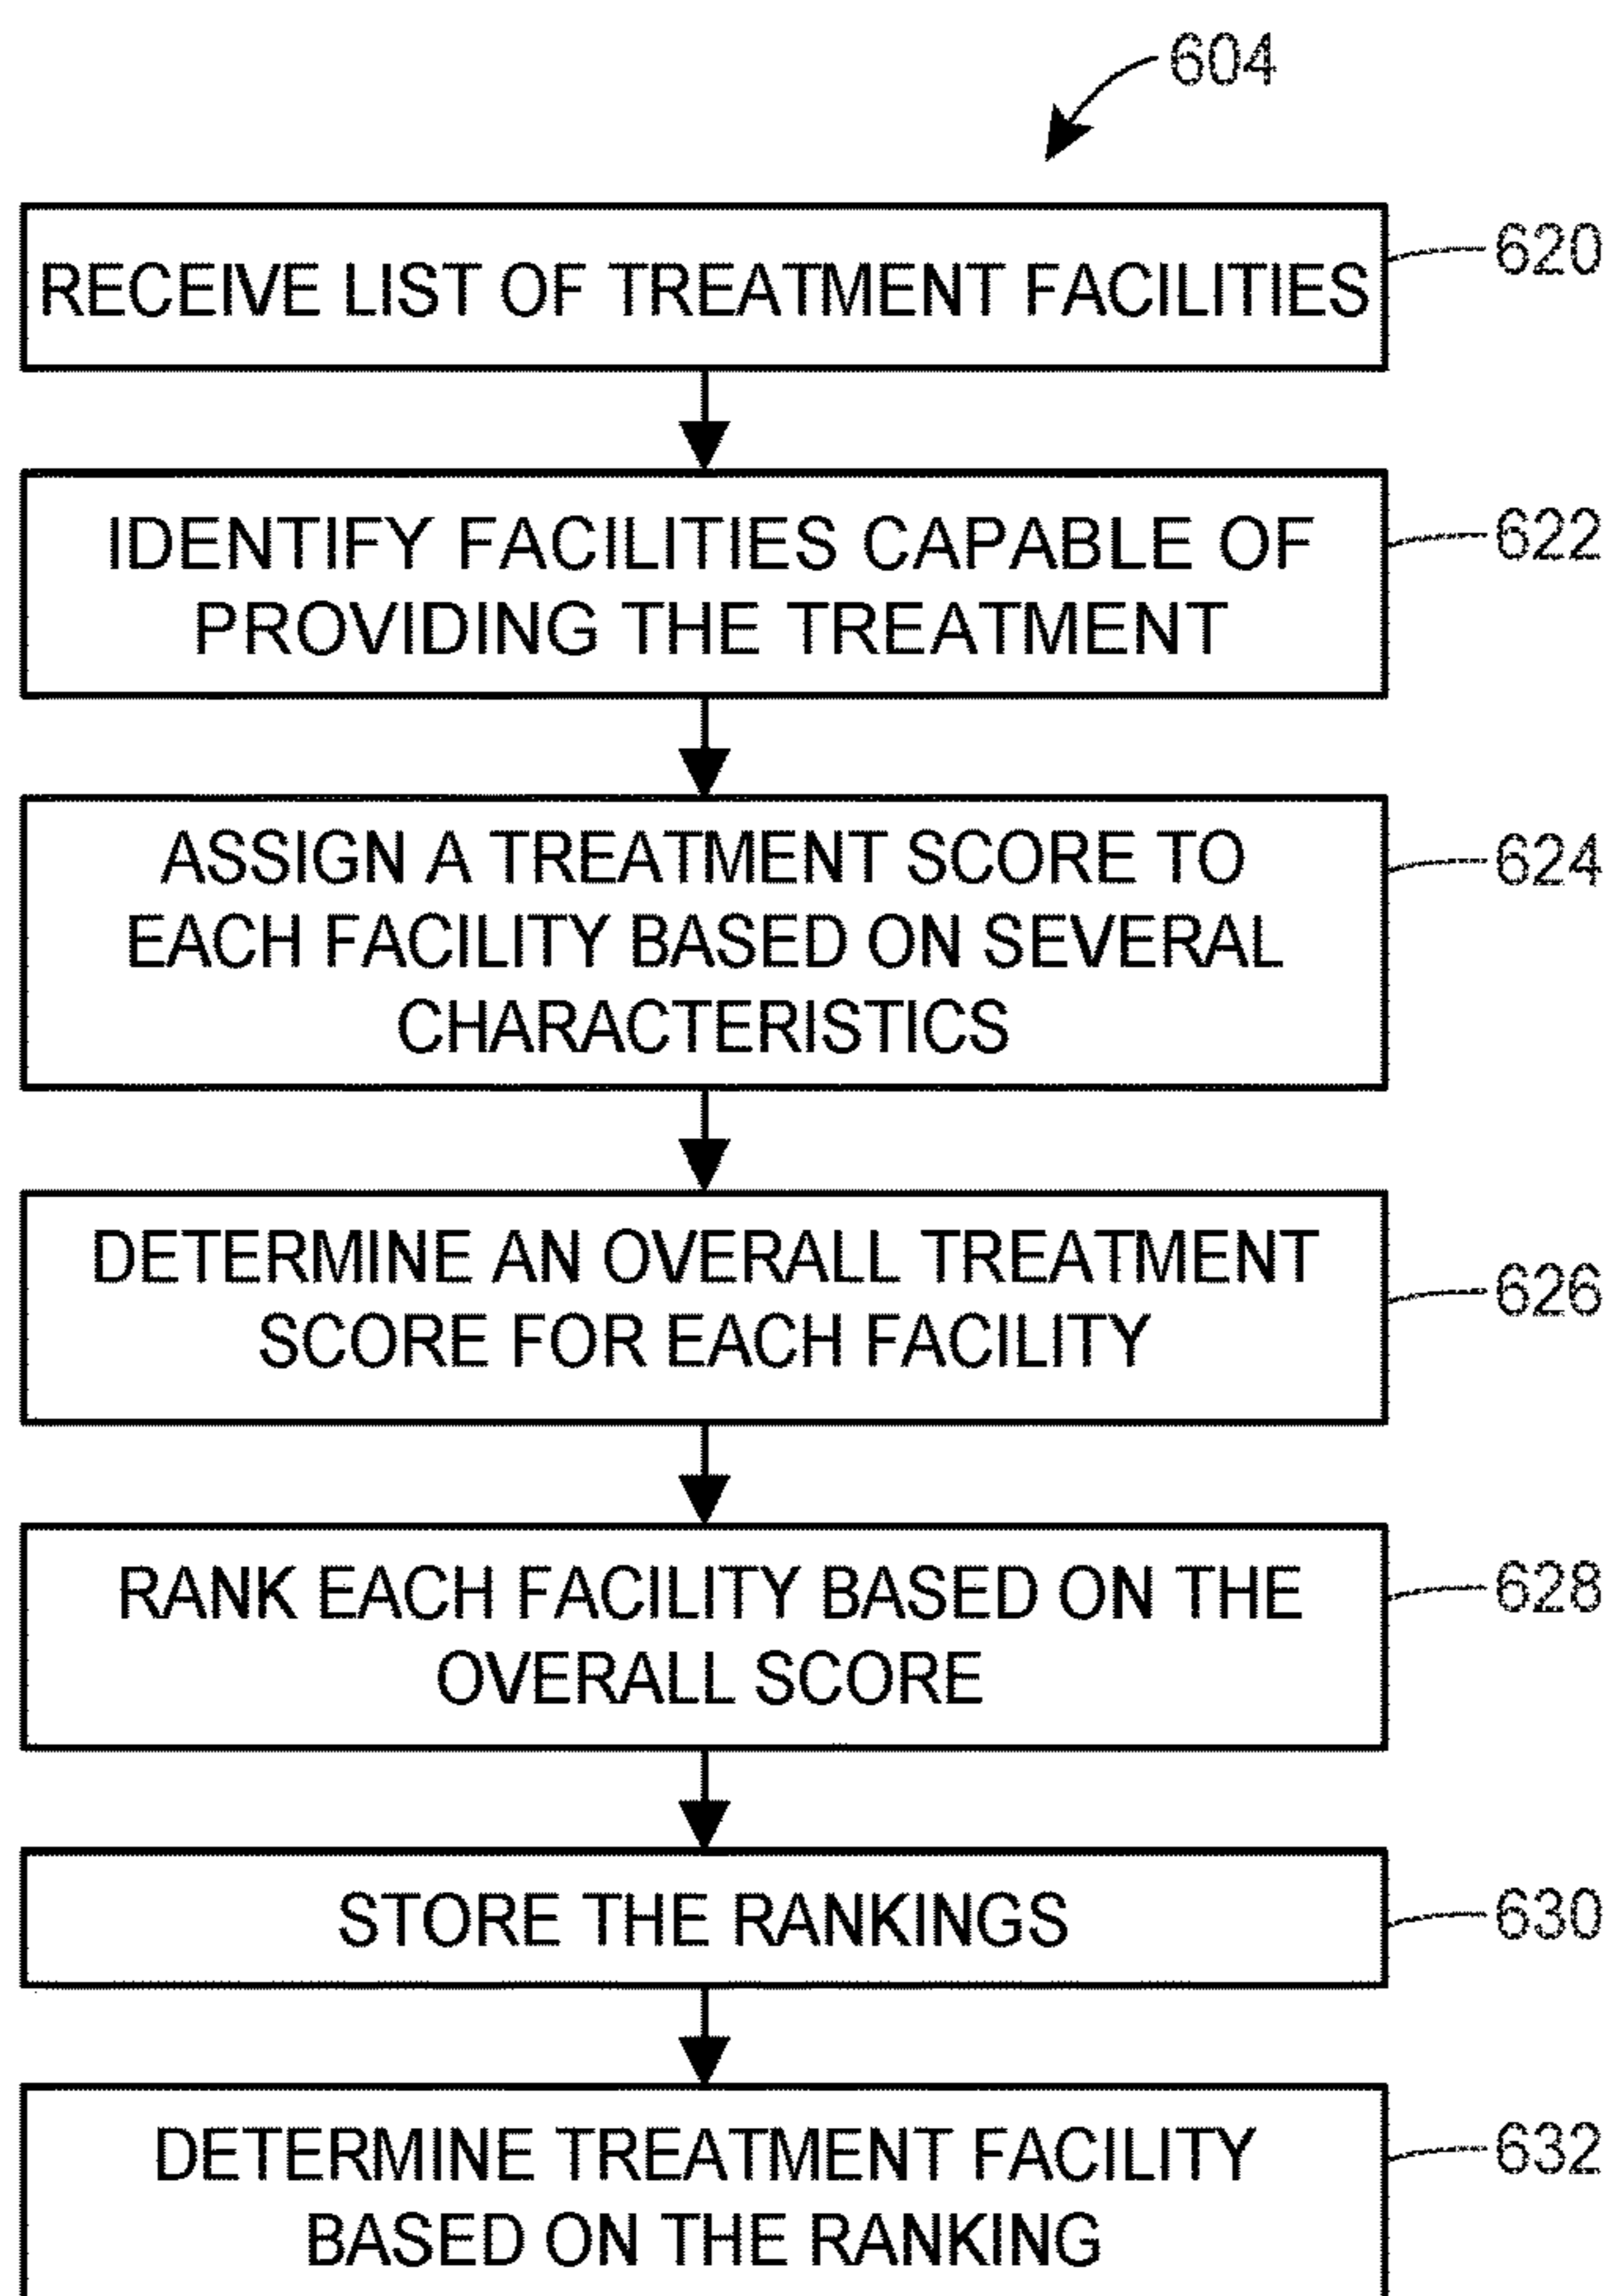 604
RECEIVE LIST OF TREATMENT FACILITIES
620
IDENTIFY FACILITIES CAPABLE OF
PROVIDING THE TREATMENT
622
ASSIGN A TREATMENT SCORE TO
EACH FACILITY BASED ON SEVERAL
CHARACTERISTICS
624
DETERMINE AN OVERALL TREATMENT
SCORE FOR EACH FACILITY
626
RANK EACH FACILITY BASED ON THE
OVERALL SCORE
628
STORE THE RANKINGS
630
DETERMINE TREATMENT FACILITY
BASED ON THE RANKING
632